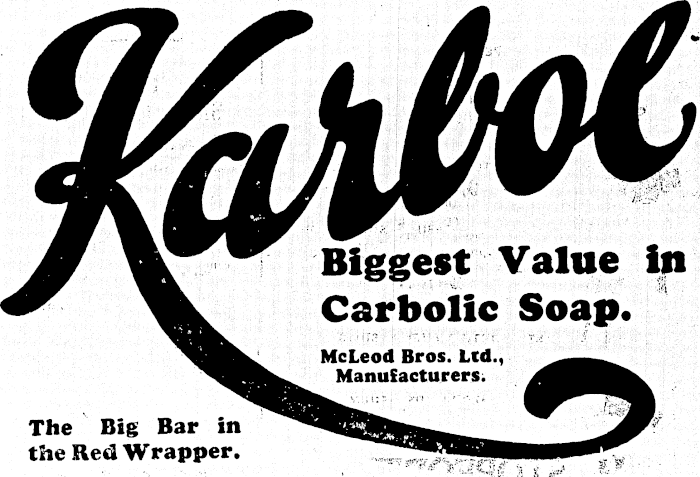 Karbol
Biggest Value in
Carbolic Soap.
McLeod Bros. Ltd.,
Manufacturers.
The Big Bar in
the Red Wrapper.